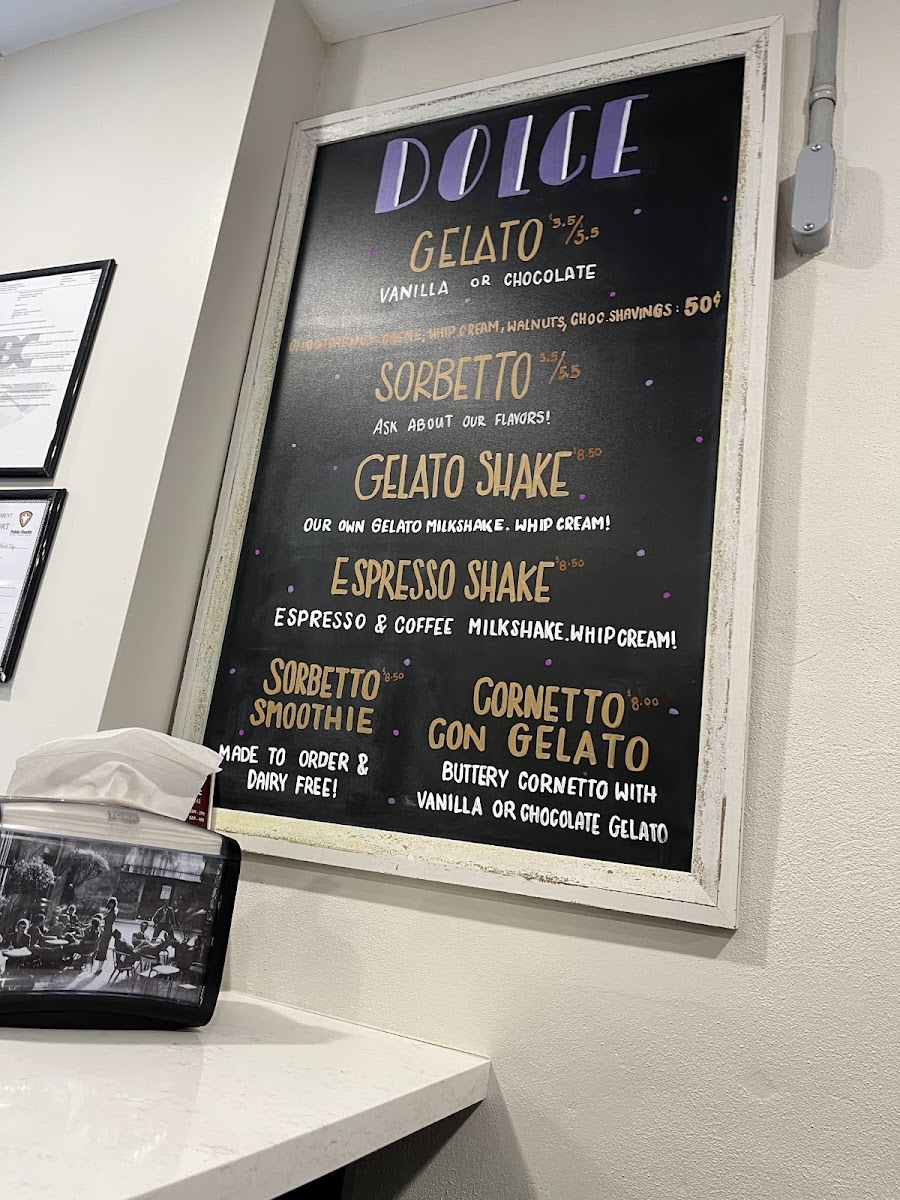 DOLCE
GELATO $3.5/5.5
VANILLA OR CHOCOLATE
WHIP CREAM, WALNUTS, CHOC. SHAVINGS: 50¢
SORBETTO 3.5/5.5
ASK ABOUT OUR FLAVORS!
GELATO SHAKE $8.50
OUR OWN GELATO MILKSHAKE. WHIP CREAM!
ESPRESSO SHAKE $8.50
ESPRESSO & COFFEE MILKSHAKE. WHIP CREAM!
SORBETTO $8.50
SMOOTHIE
MADE TO ORDER &
DAIRY FREE!
CORNETTO $8.00
CON GELATO
BUTTERY CORNETTO WITH
VANILLA OR CHOCOLATE GELATO
Public Health